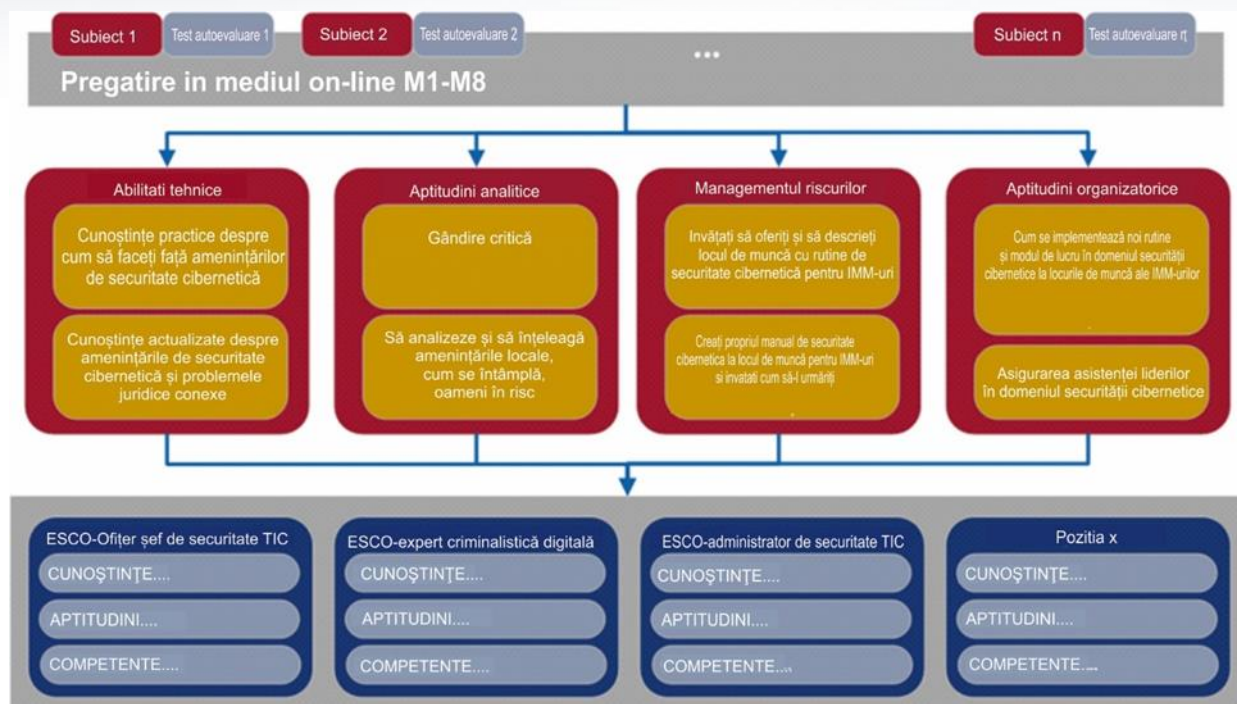 Subiect 1
Test autoevaluare 1
Subiect 2
Test autoevaluare 2
...
Subiect n
Test autoevaluare n
Pregatire in mediul on-line M1-M8
Abilitati tehnice
Cunoștințe practice despre
cum să faceți față amenințărilor
de securitate cibernetică
Cunoștințe actualizate despre
amenințările de securitate
cibernetică și problemele
juridice conexe
Aptitudini analitice
Gândire critică
Să analizeze și să înțeleagă
amenințările locale,
cum se întâmplă,
oameni în risc
Managementul riscurilor
Invățați să oferiți și să descrieți
locul de muncă cu rutine de
securitate cibernetică pentru IMM-uri
Creați propriul manual de securitate
cibernetica la locul de muncă pentru IMM-uri
si invatati cum să-l urmăriți
Aptitudini organizatorice
Cum se implementează noi rutine
și modul de lucru în domeniul securității
cibernetice la locurile de muncă ale IMM-urilor
Asigurarea asistenței liderilor
în domeniul securității cibernetice
ESCO-Ofițer șef de securitate TIC
CUNOŞTINŢE....
APTITUDINI....
COMPETENTE....
ESCO-expert criminalistică digitală
CUNOŞTINŢE....
APTITUDINI....
COMPETENTE....
ESCO-administrator de securitate TIC
CUNOŞTINŢE....
APTITUDINI....
COMPETENTE....
Pozitia x
CUNOŞTINŢE....
APTITUDINI....
COMPETENTE....